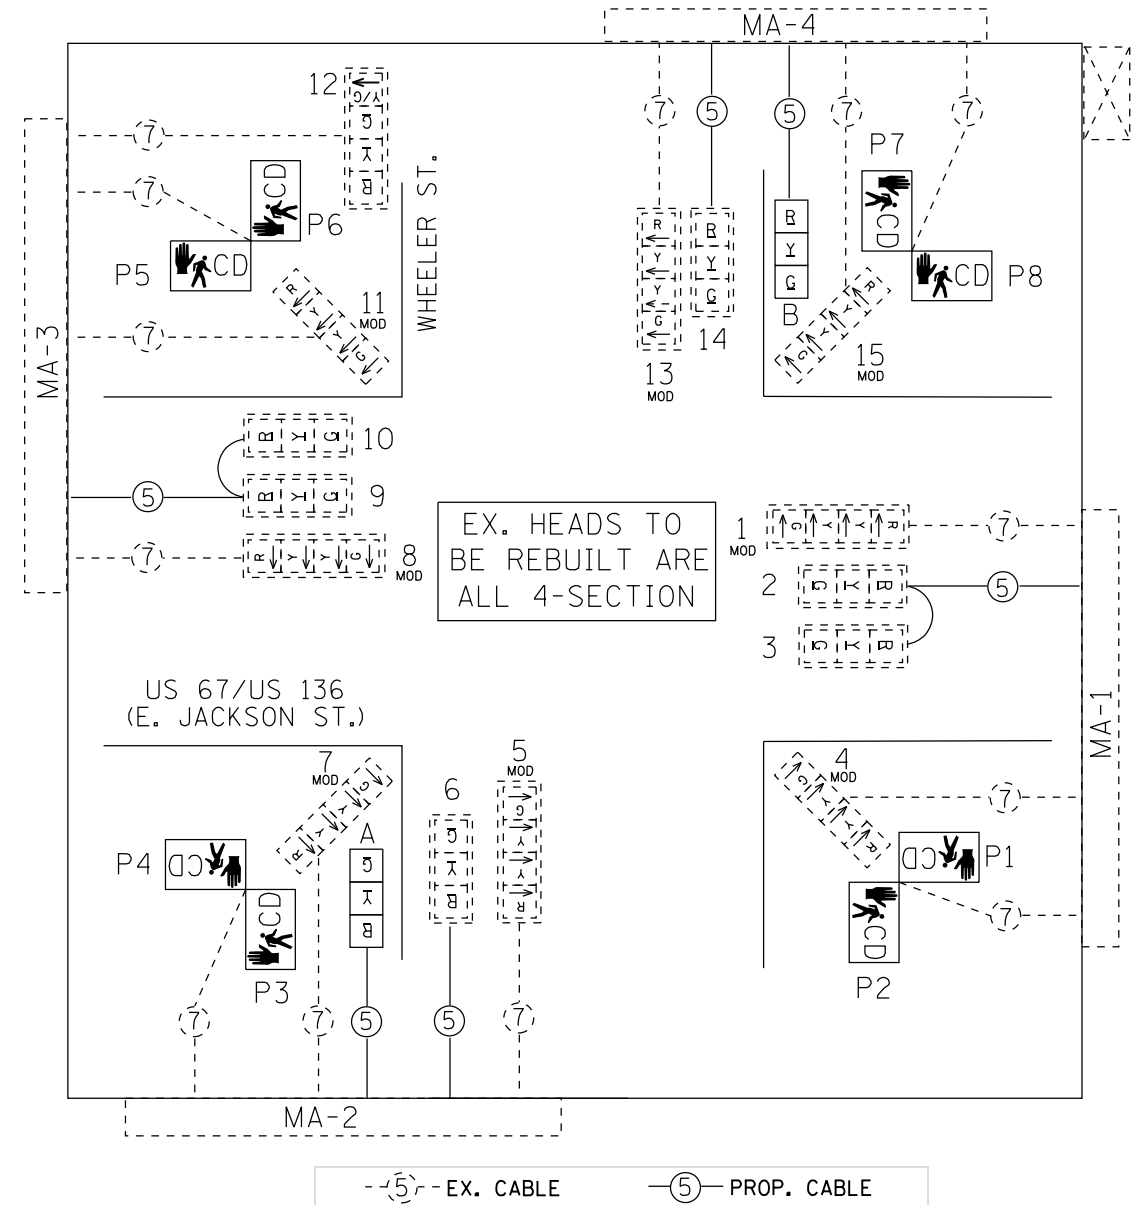 MA-4
12
7
7
5
5
7
7
←Y/G
G
Y
R
7
P7
CD
CD
WHEELER ST.
P6
R
Y
Y
G
R
Y
G
R
Y
G
P5
CD
CD
P8
11
MOD
R
Y
Y
G
R
Y
Y
G
B
14
15
MOD
7
13
MOD
MA-3
R Y G
10
5
R Y G
9
7
R Y Y G
8
MOD
EX. HEADS TO
BE REBUILT ARE
ALL 4-SECTION
1
MOD
G Y Y R
7
2
G Y R
5
3
G Y R
US 67/US 136
(E. JACKSON ST.)
MA-1
7
MOD
5
MOD
4
MOD
6
G
Y
Y
R
G
Y
Y
R
G
Y
Y
R
7
A
G
Y
R
G
Y
R
P4
CD
CD
P1
CD
CD
7
P3
P2
7
7
5
5
7
MA-2
5
EX. CABLE
5
PROP. CABLE